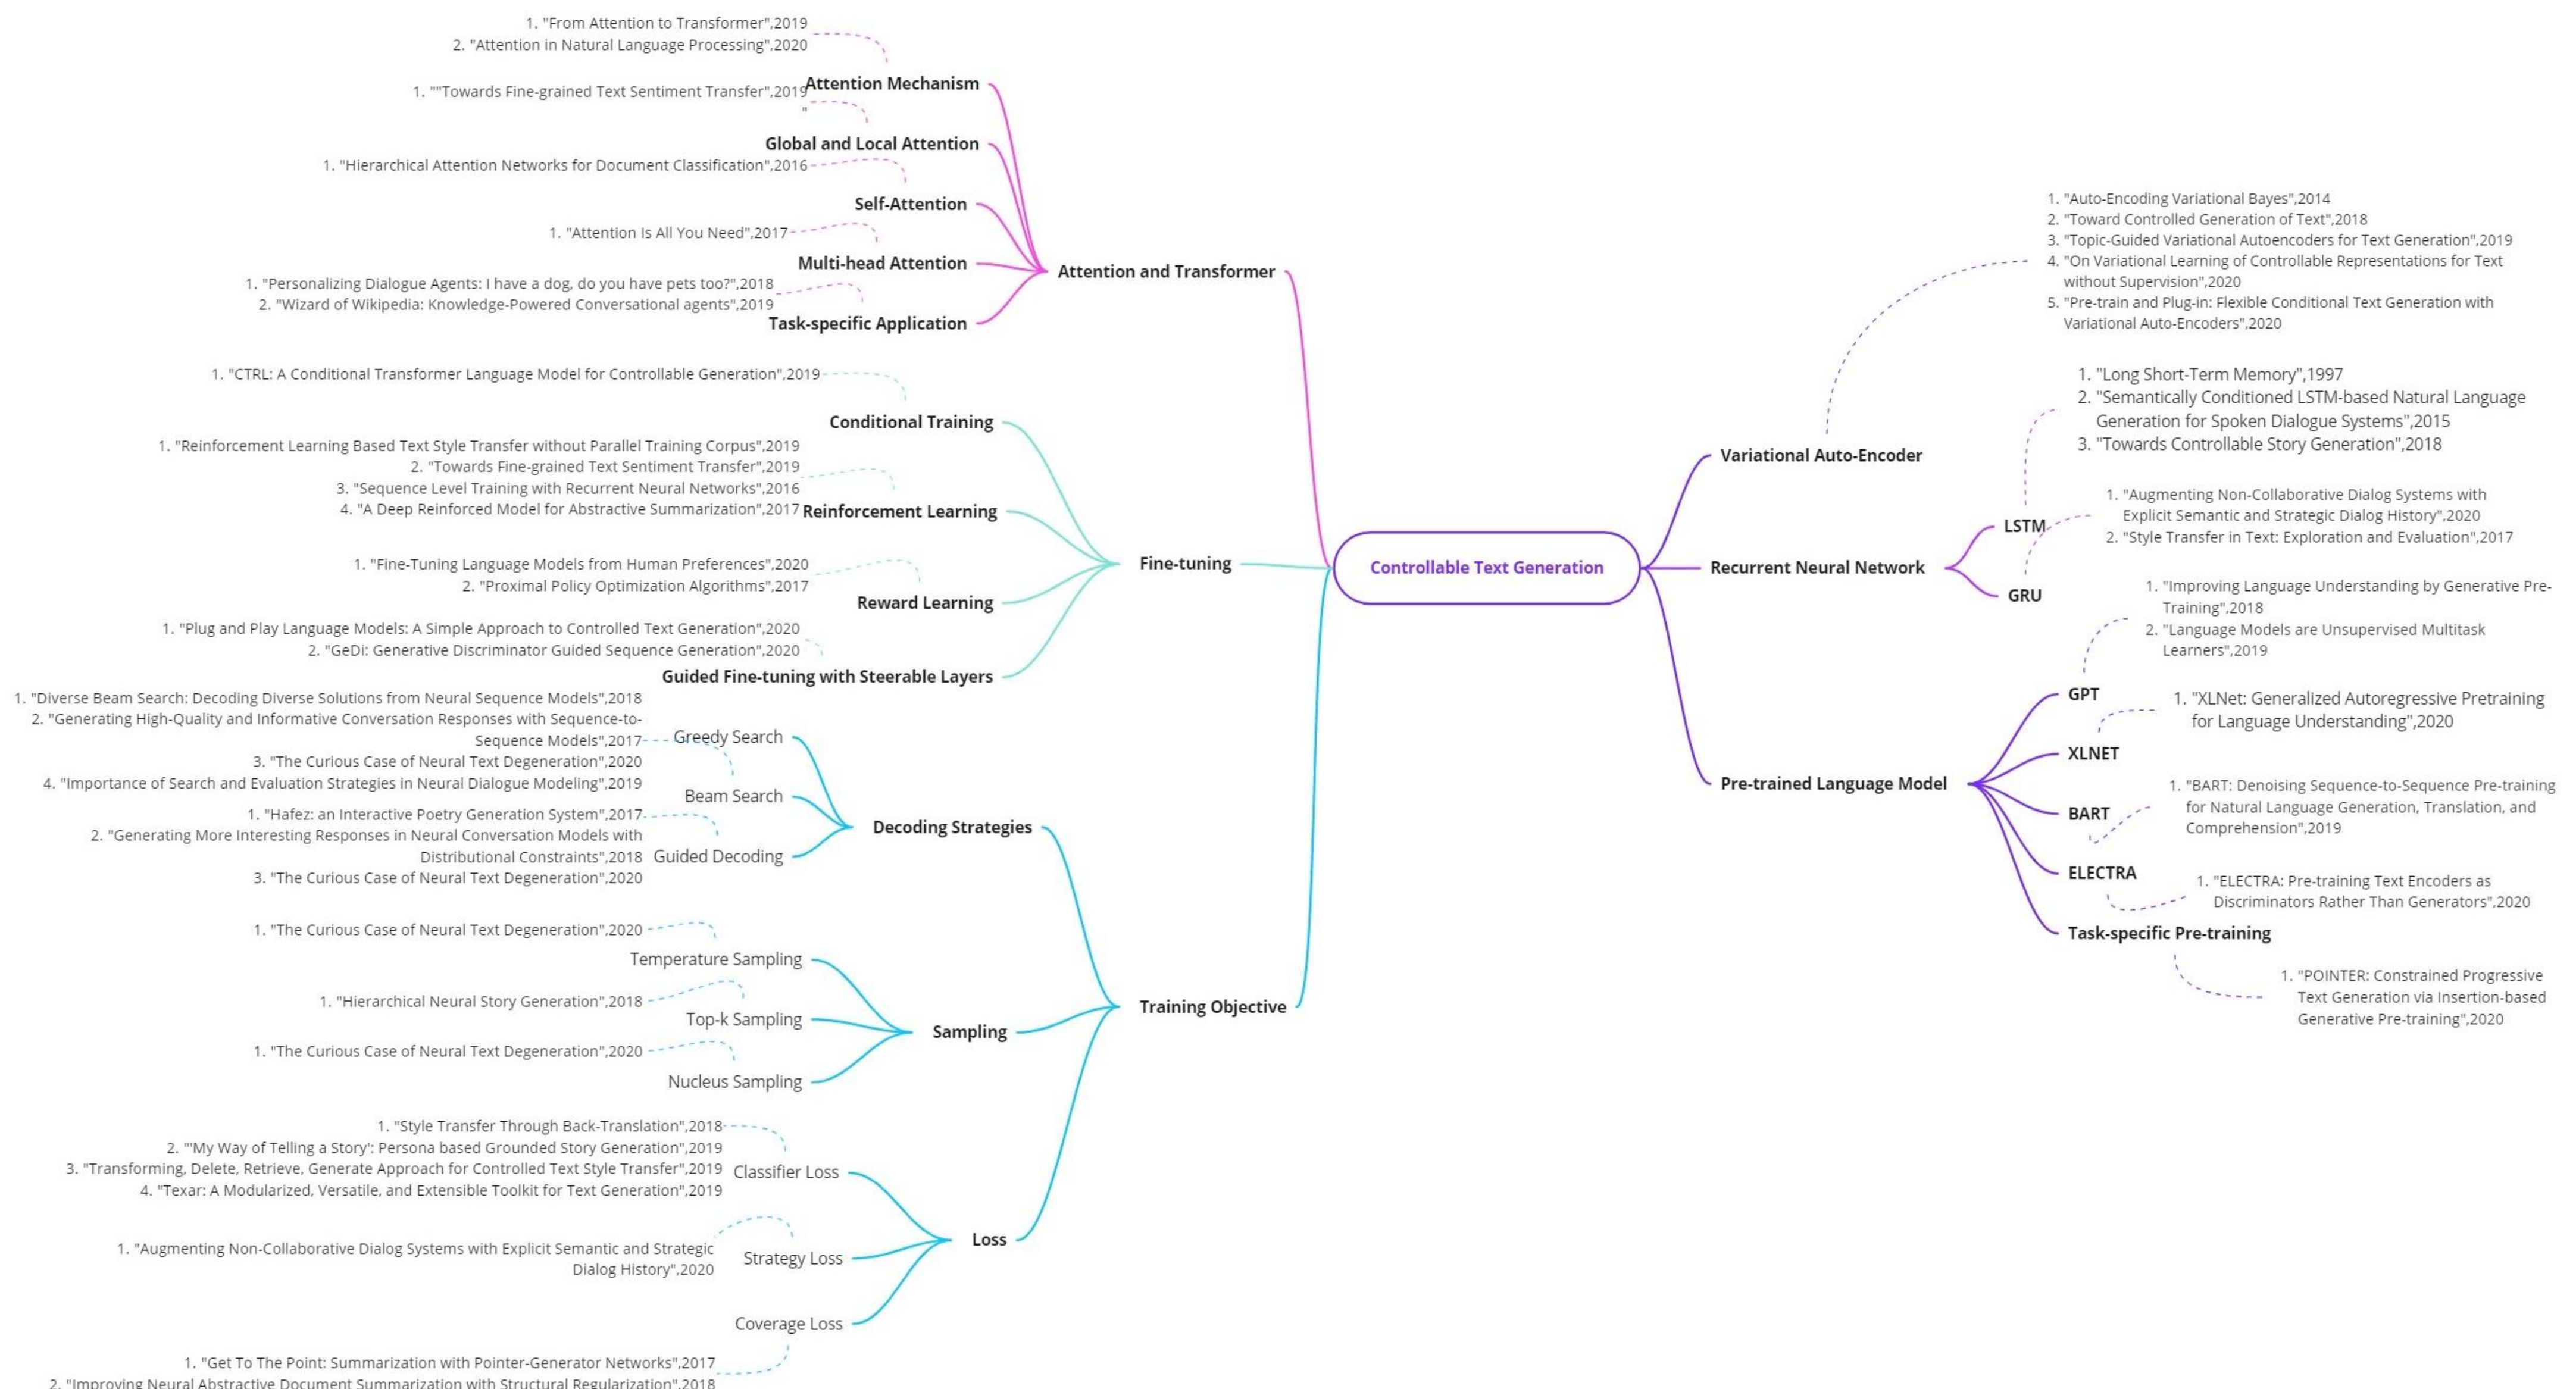 1. "From Attention to Transformer",2019
2. "Attention in Natural Language Processing",2020
Attention Mechanism
1. ""Towards Fine-grained Text Sentiment Transfer",2019
"
Global and Local Attention
1. "Hierarchical Attention Networks for Document Classification",2016
Self-Attention
1. "Attention Is All You Need",2017
Multi-head Attention
1. "Personalizing Dialogue Agents: I have a dog, do you have pets too?",2018
2. "Wizard of Wikipedia: Knowledge-Powered Conversational agents",2019
Task-specific Application
Attention and Transformer
1. "CTRL: A Conditional Transformer Language Model for Controllable Generation",2019
Conditional Training
1. "Reinforcement Learning Based Text Style Transfer without Parallel Training Corpus",2019
2. "Towards Fine-grained Text Sentiment Transfer",2019
3. "Sequence Level Training with Recurrent Neural Networks",2016
4. "A Deep Reinforced Model for Abstractive Summarization",2017
Reinforcement Learning
1. "Fine-Tuning Language Models from Human Preferences",2020
2. "Proximal Policy Optimization Algorithms",2017
Reward Learning
1. "Plug and Play Language Models: A Simple Approach to Controlled Text Generation",2020
2. "GeDi: Generative Discriminator Guided Sequence Generation",2020
Guided Fine-tuning with Steerable Layers
Fine-tuning
1. "Diverse Beam Search: Decoding Diverse Solutions from Neural Sequence Models",2018
2. "Generating High-Quality and Informative Conversation Responses with Sequence-to-
Sequence Models",2017
3. "The Curious Case of Neural Text Degeneration",2020
4. "Importance of Search and Evaluation Strategies in Neural Dialogue Modeling",2019
Greedy Search
Beam Search
1. "Hafez: an Interactive Poetry Generation System",2017
2. "Generating More Interesting Responses in Neural Conversation Models with
Distributional Constraints",2018
3. "The Curious Case of Neural Text Degeneration",2020
Guided Decoding
Decoding Strategies
1. "The Curious Case of Neural Text Degeneration",2020
Temperature Sampling
1. "Hierarchical Neural Story Generation",2018
Top-k Sampling
1. "The Curious Case of Neural Text Degeneration",2020
Nucleus Sampling
Sampling
Training Objective
1. "Style Transfer Through Back-Translation",2018
2. "'My Way of Telling a Story': Persona based Grounded Story Generation",2019
3. "Transforming, Delete, Retrieve, Generate Approach for Controlled Text Style Transfer",2019
4. "Texar: A Modularized, Versatile, and Extensible Toolkit for Text Generation",2019
Classifier Loss
1. "Augmenting Non-Collaborative Dialog Systems with Explicit Semantic and Strategic
Dialog History",2020
Strategy Loss
Loss
Coverage Loss
1. "Get To The Point: Summarization with Pointer-Generator Networks",2017
2. "Improving Neural Abstractive Document Summarization with Structural Regularization",2018
Controllable Text Generation
1. "Auto-Encoding Variational Bayes",2014
2. "Toward Controlled Generation of Text",2018
3. "Topic-Guided Variational Autoencoders for Text Generation",2019
4. "On Variational Learning of Controllable Representations for Text
without Supervision",2020
5. "Pre-train and Plug-in: Flexible Conditional Text Generation with
Variational Auto-Encoders",2020
Variational Auto-Encoder
1. "Long Short-Term Memory",1997
2. "Semantically Conditioned LSTM-based Natural Language
Generation for Spoken Dialogue Systems",2015
3. "Towards Controllable Story Generation",2018
LSTM
1. "Augmenting Non-Collaborative Dialog Systems with
Explicit Semantic and Strategic Dialog History",2020
2. "Style Transfer in Text: Exploration and Evaluation",2017
Recurrent Neural Network
GRU
1. "Improving Language Understanding by Generative Pre-
Training",2018
2. "Language Models are Unsupervised Multitask
Learners",2019
GPT
1. "XLNet: Generalized Autoregressive Pretraining
for Language Understanding",2020
XLNET
Pre-trained Language Model
1. "BART: Denoising Sequence-to-Sequence Pre-training
for Natural Language Generation, Translation, and
Comprehension",2019
BART
ELECTRA
1. "ELECTRA: Pre-training Text Encoders as
Discriminators Rather Than Generators",2020
Task-specific Pre-training
1. "POINTER: Constrained Progressive
Text Generation via Insertion-based
Generative Pre-training",2020